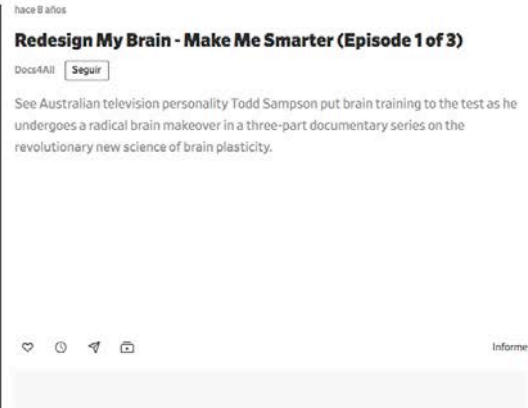 hace 8 años
Redesign My Brain - Make Me Smarter (Episode 1 of 3)
Docs4All Seguir
See Australian television personality Todd Sampson put brain training to the test as he
undergoes a radical brain makeover in a three-part documentary series on the
revolutionary new science of brain plasticity.
Informe